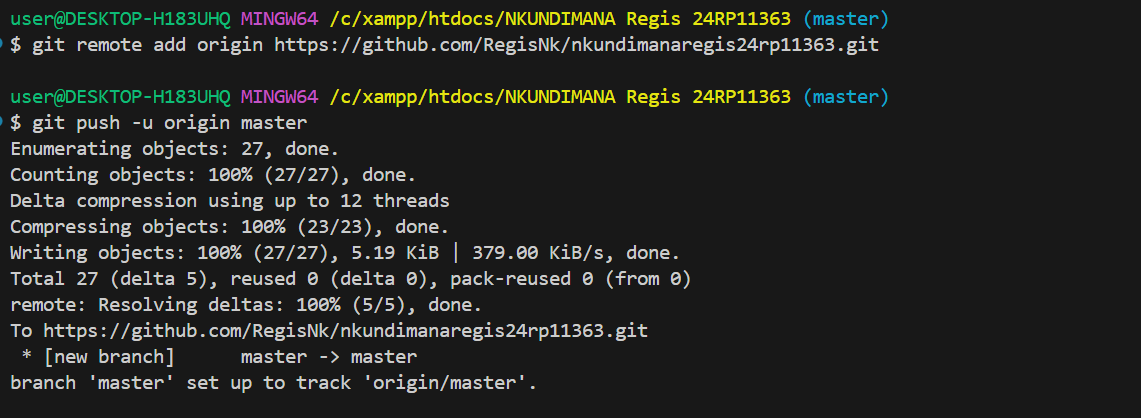 user@DESKTOP-H183UHQ MINGW64 /c/xampp/htdocs/NKUNDIMANA Regis 24RP11363 (master)
$ git remote add origin https://github.com/RegisNk/nkundimanaregis24rp11363.git
user@DESKTOP-H183UHQ MINGW64 /c/xampp/htdocs/NKUNDIMANA Regis 24RP11363 (master)
$ git push -u origin master
Enumerating objects: 27, done.
Counting objects: 100% (27/27), done.
Delta compression using up to 12 threads
Compressing objects: 100% (23/23), done.
Writing objects: 100% (27/27), 5.19 KiB | 379.00 KiB/s, done.
Total 27 (delta 5), reused 0 (delta 0), pack-reused 0 (from 0)
remote: Resolving deltas: 100% (5/5), done.
To https://github.com/RegisNk/nkundimanaregis24rp11363.git
 * [new branch]      master -> master
branch 'master' set up to track 'origin/master'.